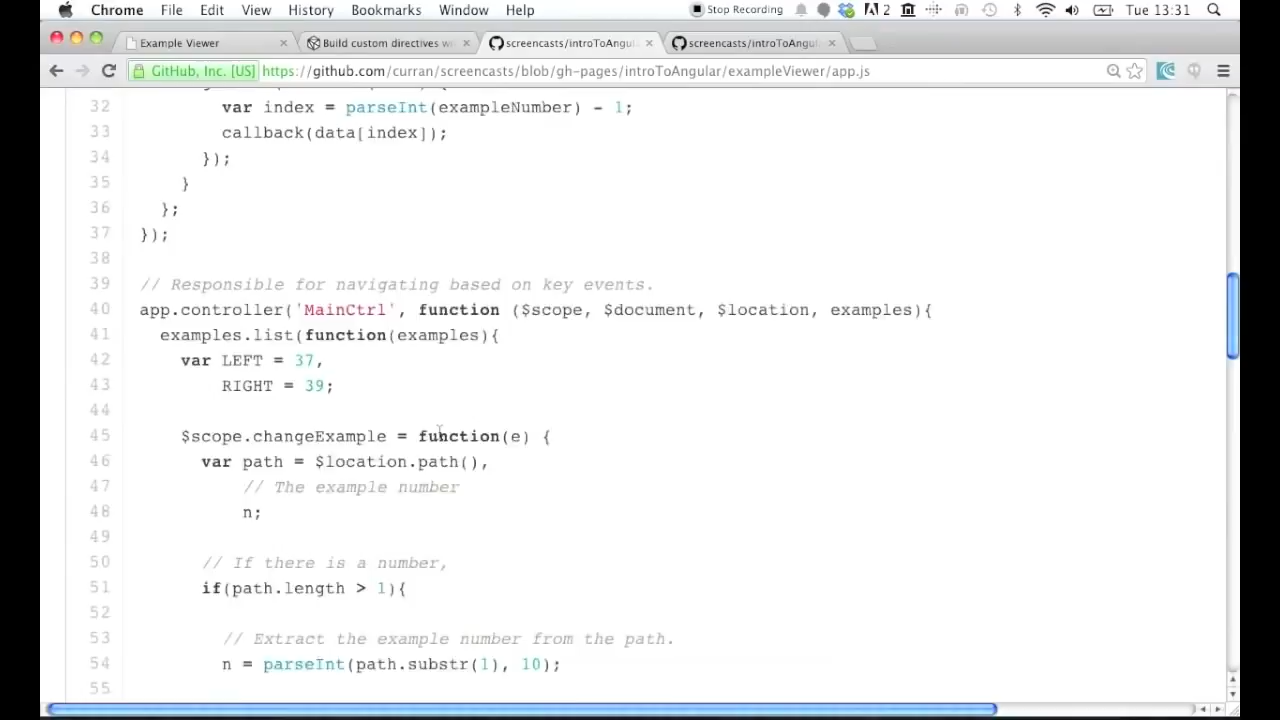 Chrome File Edit View History Bookmarks Window Help Stop Recording 2 Tue 13:31
Example Viewer Build custom directives w screencasts/introToAngul screencasts/introToAngul
GitHub, Inc. [US] https://github.com/curran/screencasts/blob/gh-pages/introToAngular/exampleViewer/app.js
32 var index = parseInt(exampleNumber) - 1;
33 callback(data[index]);
34 });
35 }
36 };
37 });
38
39 // Responsible for navigating based on key events.
40 app.controller('MainCtrl', function ($scope, $document, $location, examples){
41 examples.list(function(examples){
42 var LEFT = 37,
43 RIGHT = 39;
44
45 $scope.changeExample = function(e) {
46 var path = $location.path(),
47 // The example number
48 n;
49
50 // If there is a number,
51 if(path.length > 1){
52
53 // Extract the example number from the path.
54 n = parseInt(path.substr(1), 10);
55